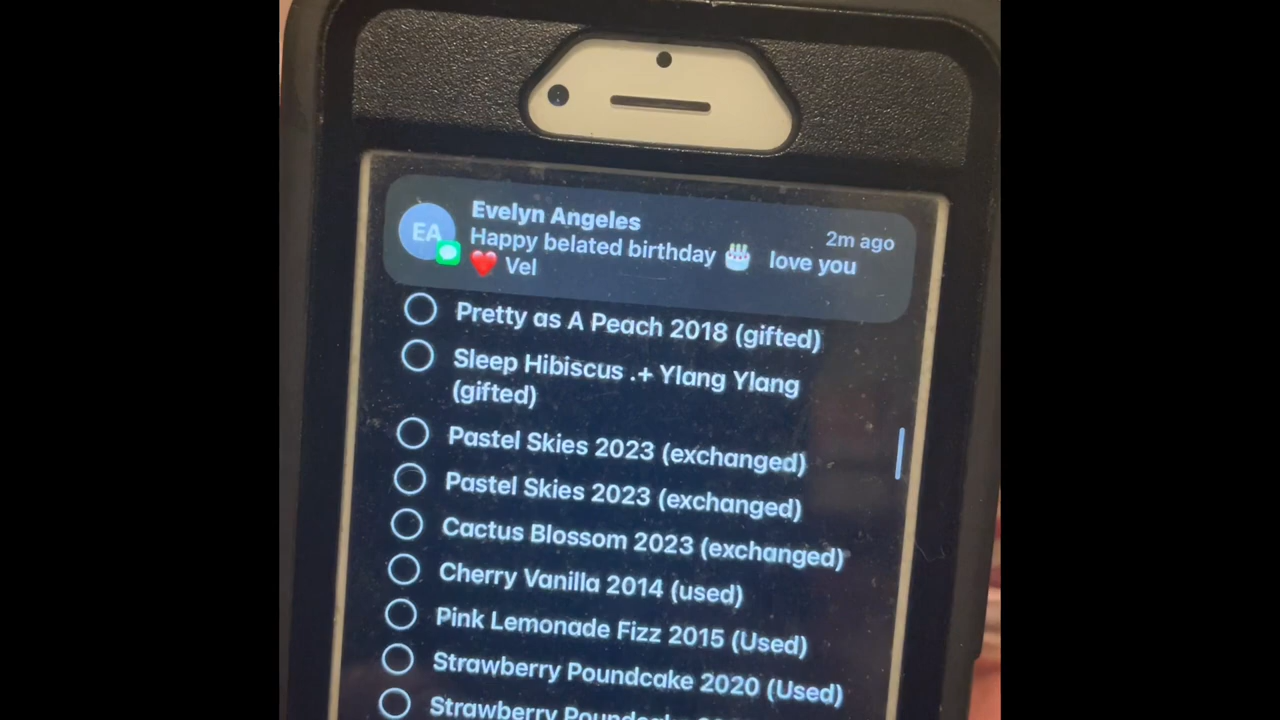 EA
Evelyn Angeles
2m ago
Happy belated birthday 🎂 love you
❤️ Vel
Pretty as A Peach 2018 (gifted)
Sleep Hibiscus .+ Ylang Ylang
(gifted)
Pastel Skies 2023 (exchanged)
Pastel Skies 2023 (exchanged)
Cactus Blossom 2023 (exchanged)
Cherry Vanilla 2014 (used)
Pink Lemonade Fizz 2015 (Used)
Strawberry Poundcake 2020 (Used)
Strawberry